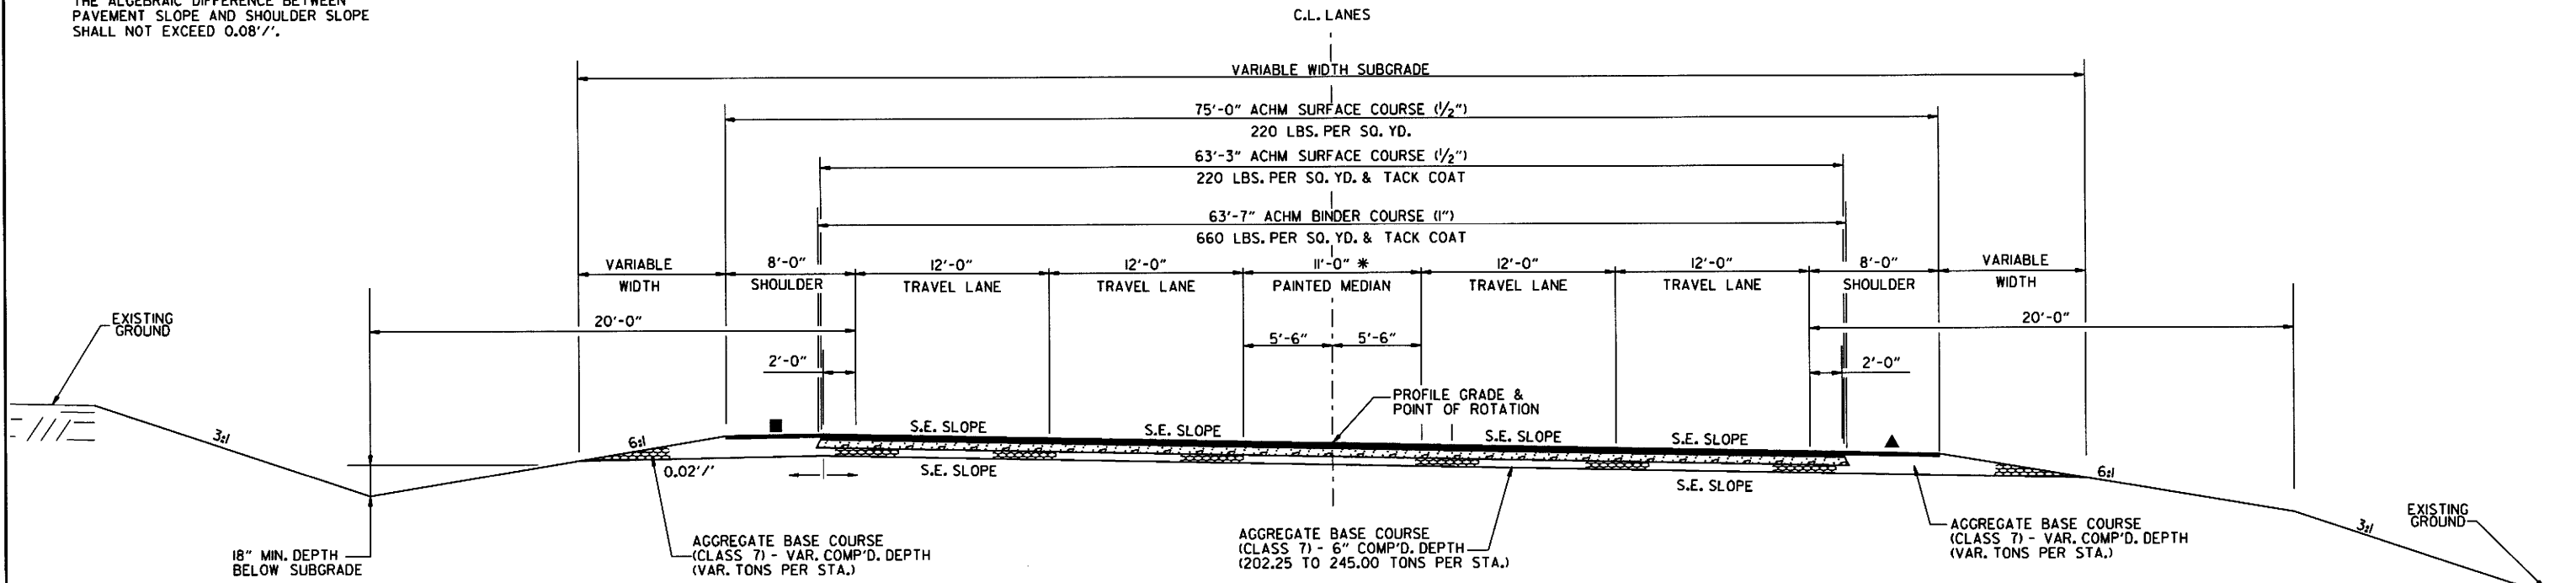 THE ALGEBRAIC DIFFERENCE BETWEEN
PAVEMENT SLOPE AND SHOULDER SLOPE
SHALL NOT EXCEED 0.08'/'.
C.L. LANES
VARIABLE WIDTH SUBGRADE
75'-0" ACHM SURFACE COURSE (1/2")
220 LBS. PER SQ. YD.
63'-3" ACHM SURFACE COURSE (1/2")
220 LBS. PER SQ. YD. & TACK COAT
63'-7" ACHM BINDER COURSE (1")
660 LBS. PER SQ. YD. & TACK COAT
VARIABLE
WIDTH
8'-0"
SHOULDER
12'-0"
TRAVEL LANE
12'-0"
TRAVEL LANE
11'-0" *
PAINTED MEDIAN
12'-0"
TRAVEL LANE
12'-0"
TRAVEL LANE
8'-0"
SHOULDER
VARIABLE
WIDTH
EXISTING
GROUND
20'-0"
20'-0"
5'-6"
5'-6"
2'-0"
2'-0"
PROFILE GRADE &
POINT OF ROTATION
3:1
6:1
S.E. SLOPE
S.E. SLOPE
S.E. SLOPE
S.E. SLOPE
0.02'/'
S.E. SLOPE
S.E. SLOPE
6:1
3:1
18" MIN. DEPTH
BELOW SUBGRADE
AGGREGATE BASE COURSE
(CLASS 7) - VAR. COMP'D. DEPTH
(VAR. TONS PER STA.)
AGGREGATE BASE COURSE
(CLASS 7) - 6" COMP'D. DEPTH
(202.25 TO 245.00 TONS PER STA.)
AGGREGATE BASE COURSE
(CLASS 7) - VAR. COMP'D. DEPTH
(VAR. TONS PER STA.)
EXISTING
GROUND